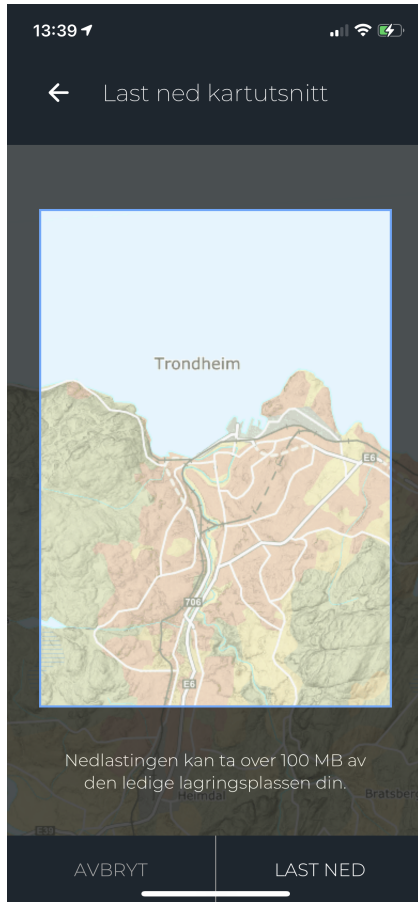 13:39
Last ned kartutsnitt
Trondheim
E6
706
E6
Nedlastingen kan ta over 100 MB av
den ledige lagringsplassen din.
Heimdal
Bratsberg
E39
AVBRYT
LAST NED